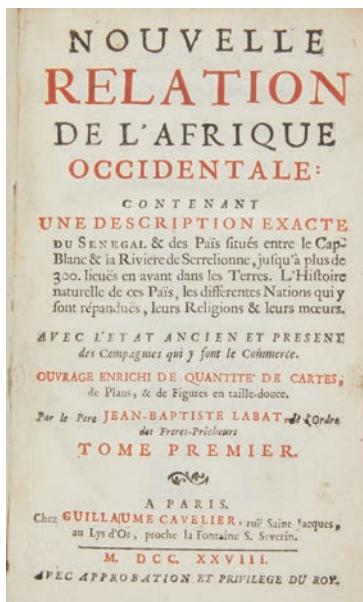 NOUVELLE
RELATION
DE L'AFRIQUE
OCCIDENTALE:
CONTENANT
UNE DESCRIPTION EXACTE
DU SENEGAL & des Païs situés entre le Cap-
Blanc & la Riviere de Serrelionne, jusqu'à plus de
300. lieuës en avant dans les Terres. L'Histoire
naturelle de ces Païs, les differentes Nations qui y
sont répanduës, leurs Religions & leurs mœurs.
AVEC L'ETAT ANCIEN ET PRESENT
des Compagnies qui y font le Commerce.
OUVRAGE ENRICHI DE QUANTITE' DE CARTES,
de Plans, & de Figures en taille-douce.
Par le Pere JEAN-BAPTISTE LABAT, de l'Ordre
des Freres-Prêcheurs
TOME PREMIER.
A PARIS.
Chez GUILLAUME CAVELIER, ruë Saint Jacques,
au Lys d'Or, proche la Fontaine S. Severin.
M. DCC. XXVIII.
AVEC APPROBATION ET PRIVILEGE DU ROY.